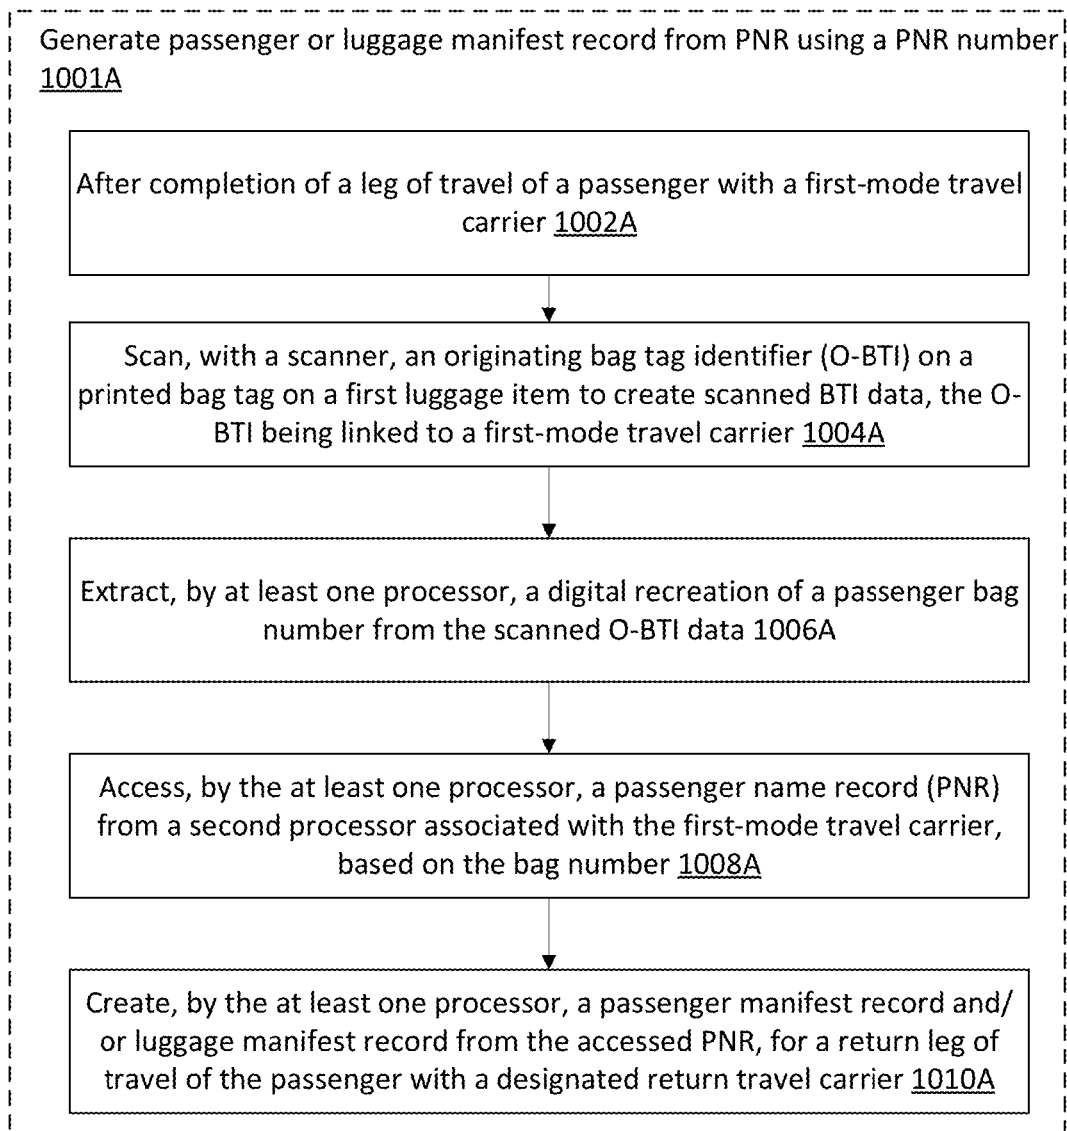 Generate passenger or luggage manifest record from PNR using a PNR number
1001A
After completion of a leg of travel of a passenger with a first-mode travel
carrier 1002A
Scan, with a scanner, an originating bag tag identifier (O-BTI) on a
printed bag tag on a first luggage item to create scanned BTI data, the O-
BTI being linked to a first-mode travel carrier 1004A
Extract, by at least one processor, a digital recreation of a passenger bag
number from the scanned O-BTI data 1006A
Access, by the at least one processor, a passenger name record (PNR)
from a second processor associated with the first-mode travel carrier,
based on the bag number 1008A
Create, by the at least one processor, a passenger manifest record and/
or luggage manifest record from the accessed PNR, for a return leg of
travel of the passenger with a designated return travel carrier 1010A